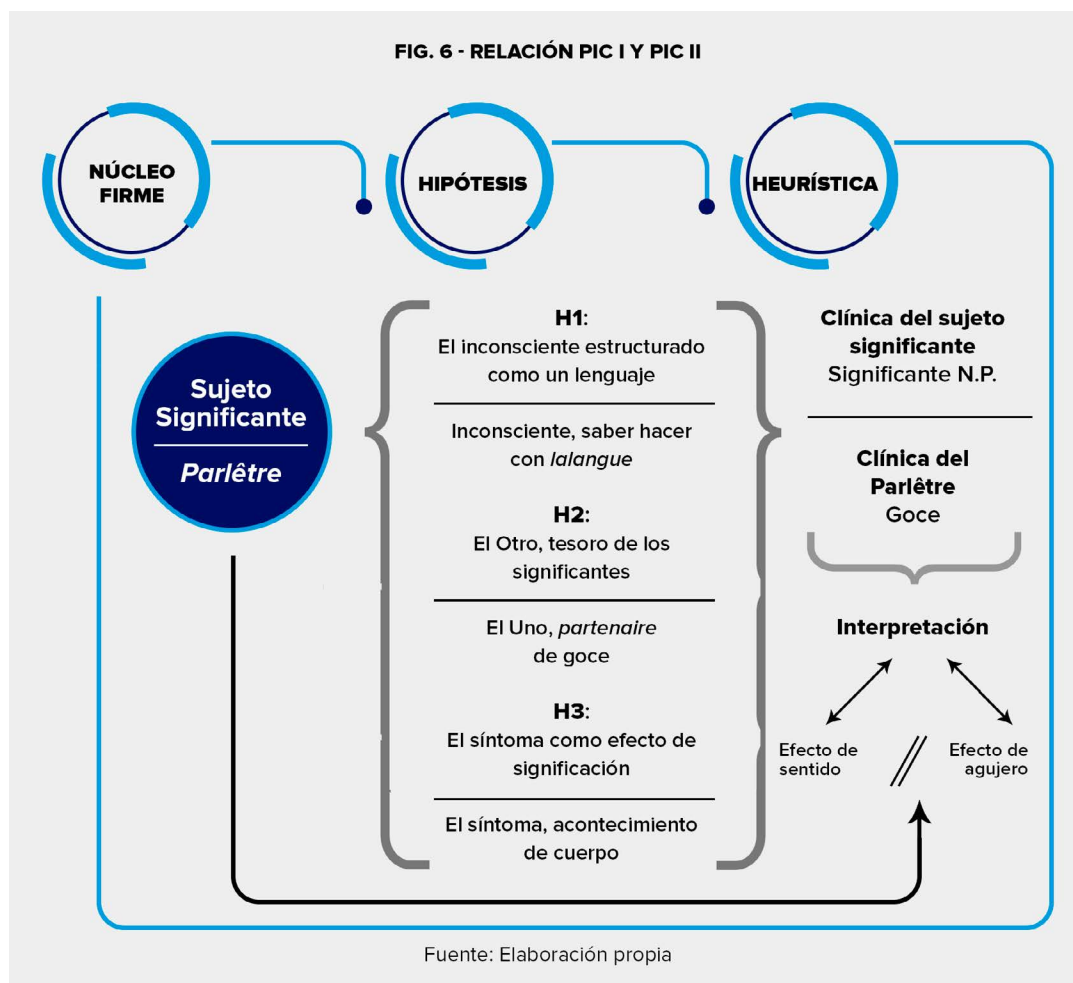 FIG. 6 - RELACIÓN PIC I Y PIC II
NÚCLEO
FIRME
HIPÓTESIS
HEURÍSTICA
Sujeto
Significante
Parlêtre
H1:
El inconsciente estructurado
como un lenguaje
Inconsciente, saber hacer
con lalangue
H2:
El Otro, tesoro de los
significantes
El Uno, partenaire
de goce
H3:
El síntoma como efecto de
significación
El síntoma, acontecimiento
de cuerpo
Clínica del sujeto
significante
Significante N.P.
Clínica del
Parlêtre
Goce
Interpretación
Efecto de
sentido
//
Efecto de
agujero
Fuente: Elaboración propia